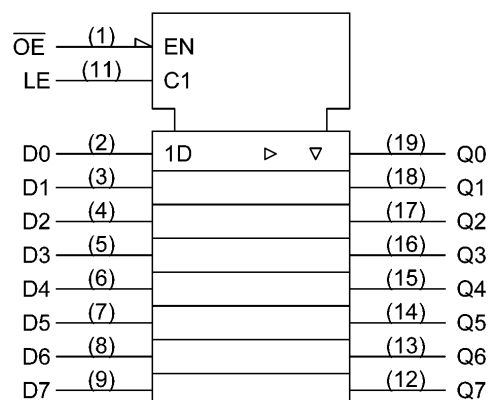 O̅E̅ (1) EN
LE (11) C1
D0 (2) 1D (19) Q0
D1 (3) (18) Q1
D2 (4) (17) Q2
D3 (5) (16) Q3
D4 (6) (15) Q4
D5 (7) (14) Q5
D6 (8) (13) Q6
D7 (9) (12) Q7